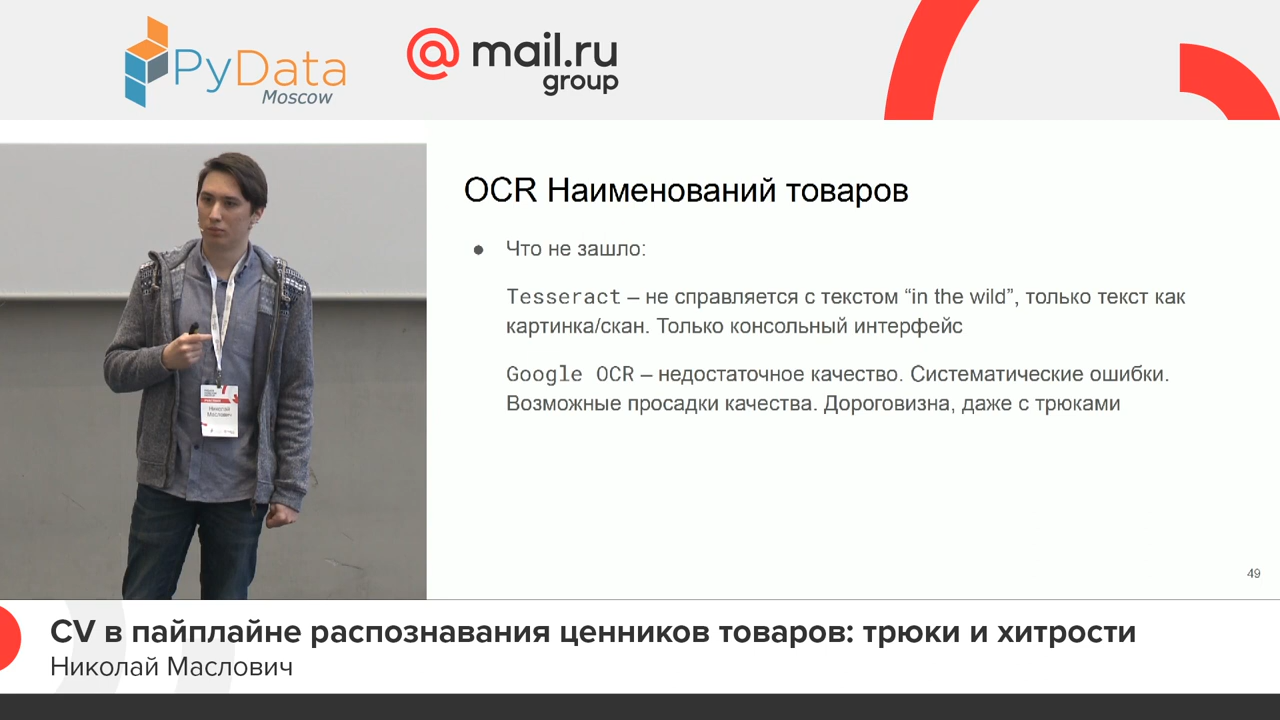 PyData
Moscow
@mail.ru
group
OCR Наименований товаров
● Что не зашло:
Tesseract – не справляется с текстом “in the wild”, только текст как
картинка/скан. Только консольный интерфейс
Google OCR – недостаточное качество. Систематические ошибки.
Возможные просадки качества. Дороговизна, даже с трюками
Николай
Маслович
49
CV в пайплайне распознавания ценников товаров: трюки и хитрости
Николай Маслович